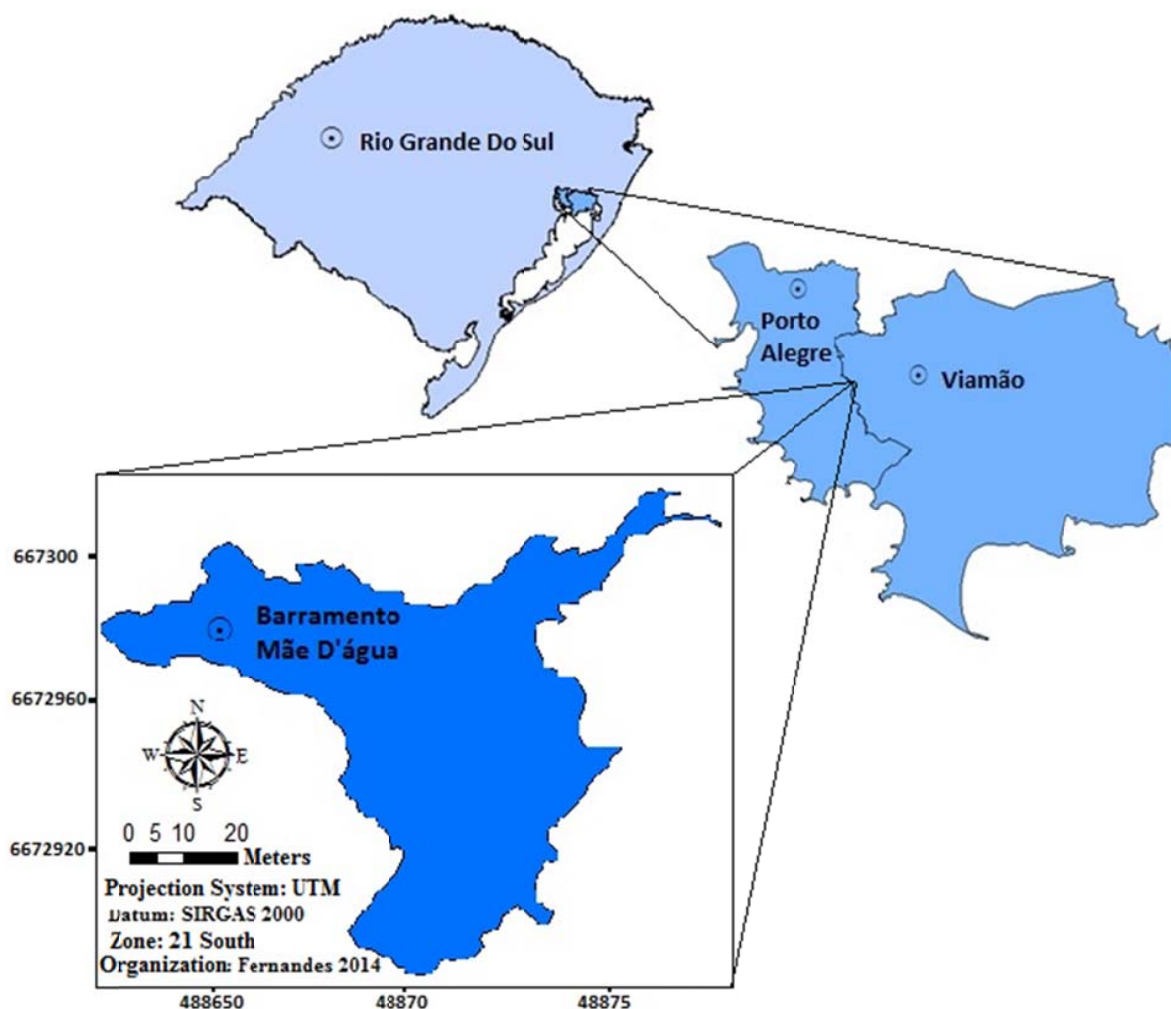 Rio Grande Do Sul
Porto
Alegre
Viamão
667300
6672960
6672920
Barramento
Mãe D'água
N
W E
S
0 5 10 20
Meters
Projection System: UTM
Datum: SIRGAS 2000
Zone: 21 South
Organization: Fernandes 2014
488650 48870 48875